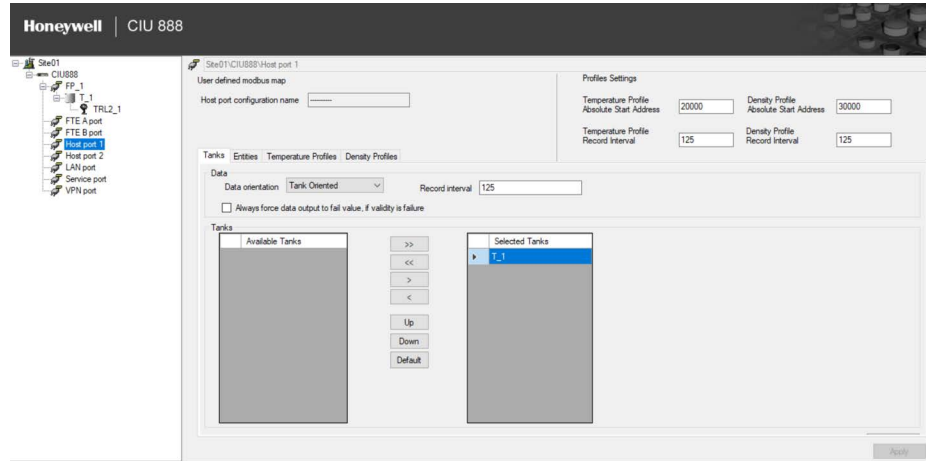 Honeywell | CIU 888
Site01
CIU888
FP_1
T_1
TRL2_1
FTE A port
FTE B port
Host port 1
Host port 2
LAN port
Service port
VPN port
Site01\CIU888\Host port 1
User defined modbus map
Host port configuration name --------
Profiles Settings
Temperature Profile Absolute Start Address 20000
Density Profile Absolute Start Address 30000
Temperature Profile Record Interval 125
Density Profile Record Interval 125
Tanks Entities Temperature Profiles Density Profiles
Data
Data orientation Tank Oriented Record interval 125
Always force data output to fail value, if validity is failure
Tanks
Available Tanks
>>
<<
>
<
Up
Down
Default
Selected Tanks
T_1
Apply